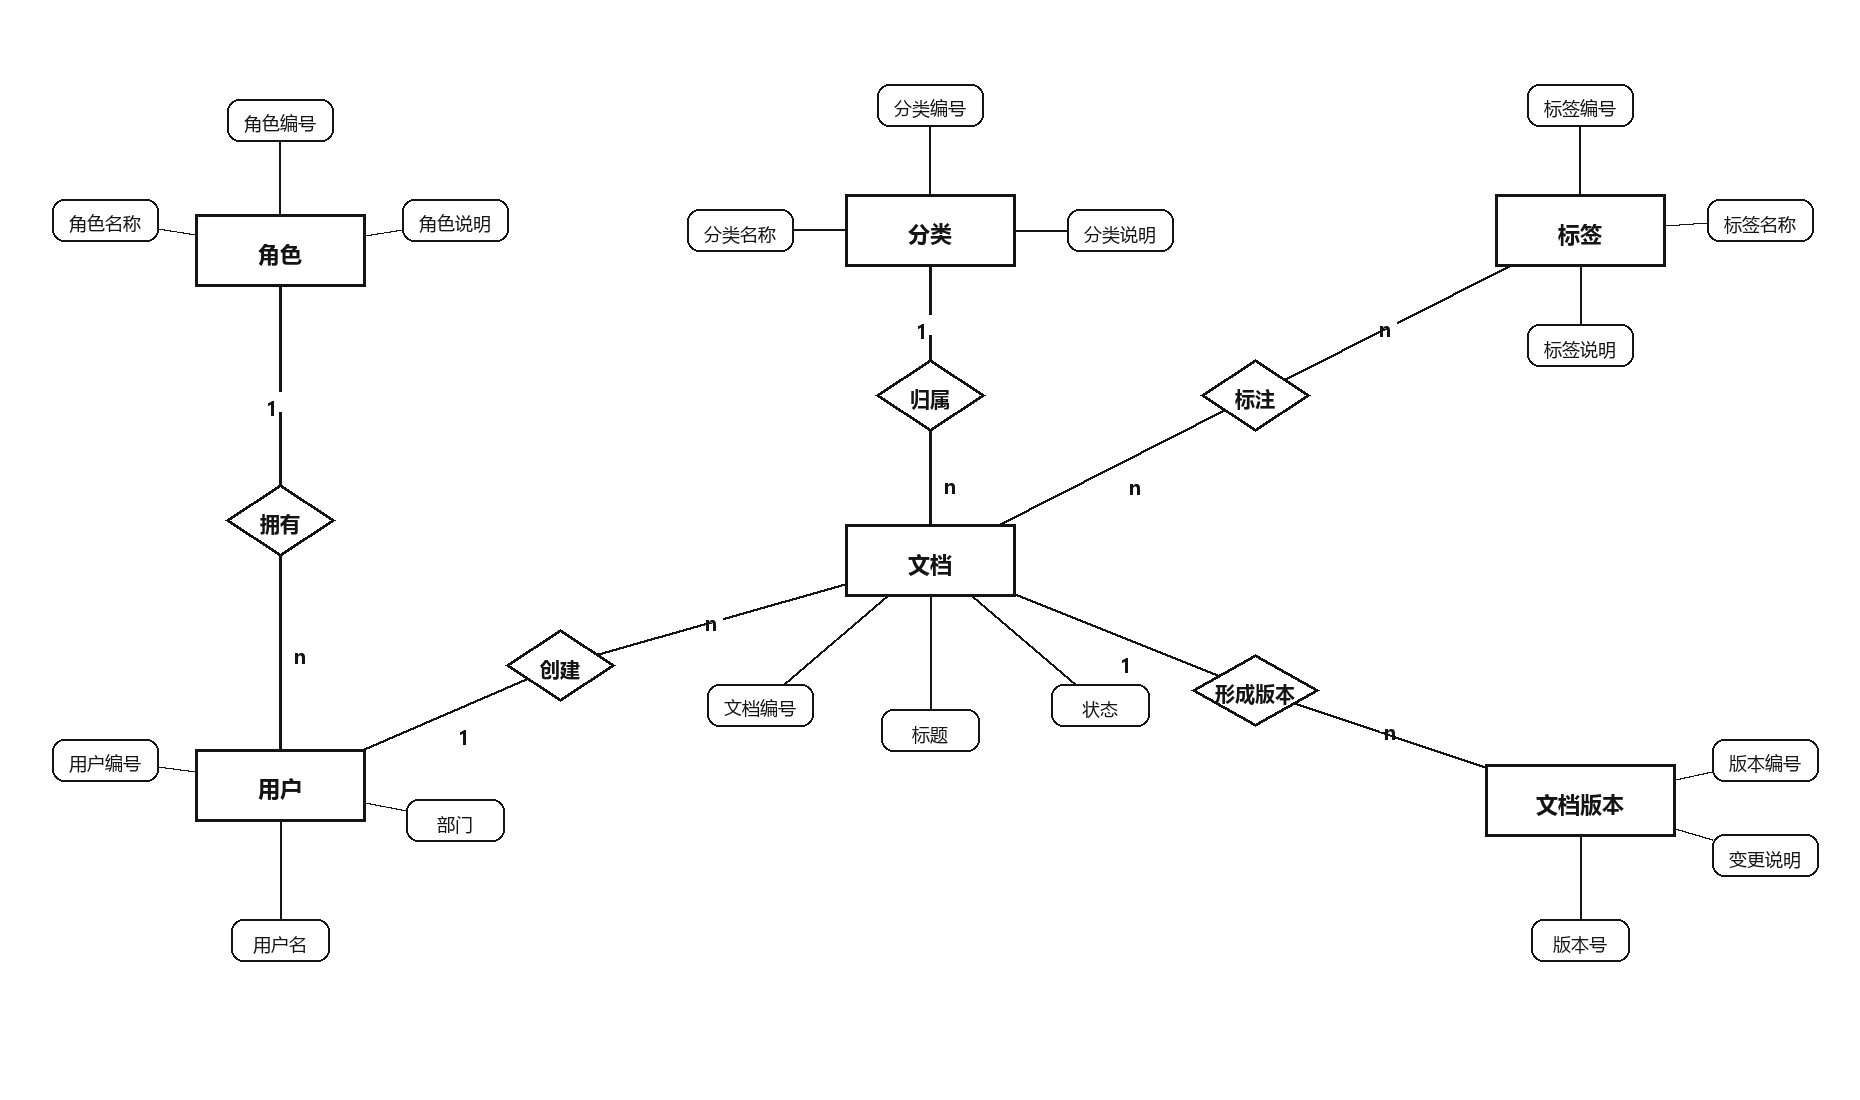 分类编号
标签编号
角色编号
角色名称
角色说明
分类名称
分类说明
标签名称
角色
分类
标签
1
n
标签说明
1
归属
标注
n
n
拥有
文档
n
n
创建
1
形成版本
文档编号
状态
标题
1
n
用户编号
用户
部门
版本编号
文档版本
变更说明
用户名
版本号